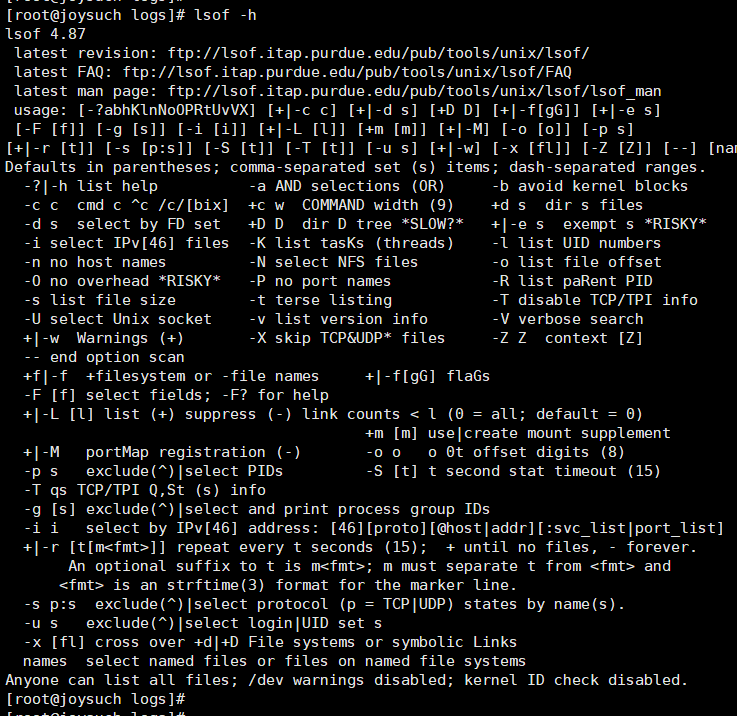 [root@joysuch logs]# lsof -h
lsof 4.87
 latest revision: ftp://lsof.itap.purdue.edu/pub/tools/unix/lsof/
 latest FAQ: ftp://lsof.itap.purdue.edu/pub/tools/unix/lsof/FAQ
 latest man page: ftp://lsof.itap.purdue.edu/pub/tools/unix/lsof/lsof_man
 usage: [-?abhKlnNoOPRtUvVX] [+|-c c] [+|-d s] [+D D] [+|-f[gG]] [+|-e s]
 [-F [f]] [-g [s]] [-i [i]] [+|-L [l]] [+m [m]] [+|-M] [-o [o]] [-p s]
[+|-r [t]] [-s [p:s]] [-S [t]] [-T [t]] [-u s] [+|-w] [-x [fl]] [-Z [Z]] [--] [nam
Defaults in parentheses; comma-separated set (s) items; dash-separated ranges.
  -?|-h list help          -a AND selections (OR)     -b avoid kernel blocks
  -c c  cmd c ^c /c/[bix]  +c w  COMMAND width (9)    +d s  dir s files
  -d s  select by FD set   +D D  dir D tree *SLOW?*   +|-e s  exempt s *RISKY*
  -i select IPv[46] files  -K list tasKs (threads)    -l list UID numbers
  -n no host names         -N select NFS files        -o list file offset
  -O no overhead *RISKY*   -P no port names           -R list paRent PID
  -s list file size        -t terse listing           -T disable TCP/TPI info
  -U select Unix socket    -v list version info       -V verbose search
  +|-w  Warnings (+)       -X skip TCP&UDP* files     -Z Z  context [Z]
  -- end option scan
  +f|-f  +filesystem or -file names     +|-f[gG] flaGs
  -F [f] select fields; -F? for help
  +|-L [l] list (+) suppress (-) link counts < l (0 = all; default = 0)
                                        +m [m] use|create mount supplement
  +|-M   portMap registration (-)       -o o   o 0t offset digits (8)
  -p s   exclude(^)|select PIDs         -S [t] t second stat timeout (15)
  -T qs TCP/TPI Q,St (s) info
  -g [s] exclude(^)|select and print process group IDs
  -i i   select by IPv[46] address: [46][proto][@host|addr][:svc_list|port_list]
  +|-r [t[m<fmt>]] repeat every t seconds (15);  + until no files, - forever.
       An optional suffix to t is m<fmt>; m must separate t from <fmt> and
      <fmt> is an strftime(3) format for the marker line.
  -s p:s  exclude(^)|select protocol (p = TCP|UDP) states by name(s).
  -u s   exclude(^)|select login|UID set s
  -x [fl] cross over +d|+D File systems or symbolic Links
  names  select named files or files on named file systems
Anyone can list all files; /dev warnings disabled; kernel ID check disabled.
[root@joysuch logs]#